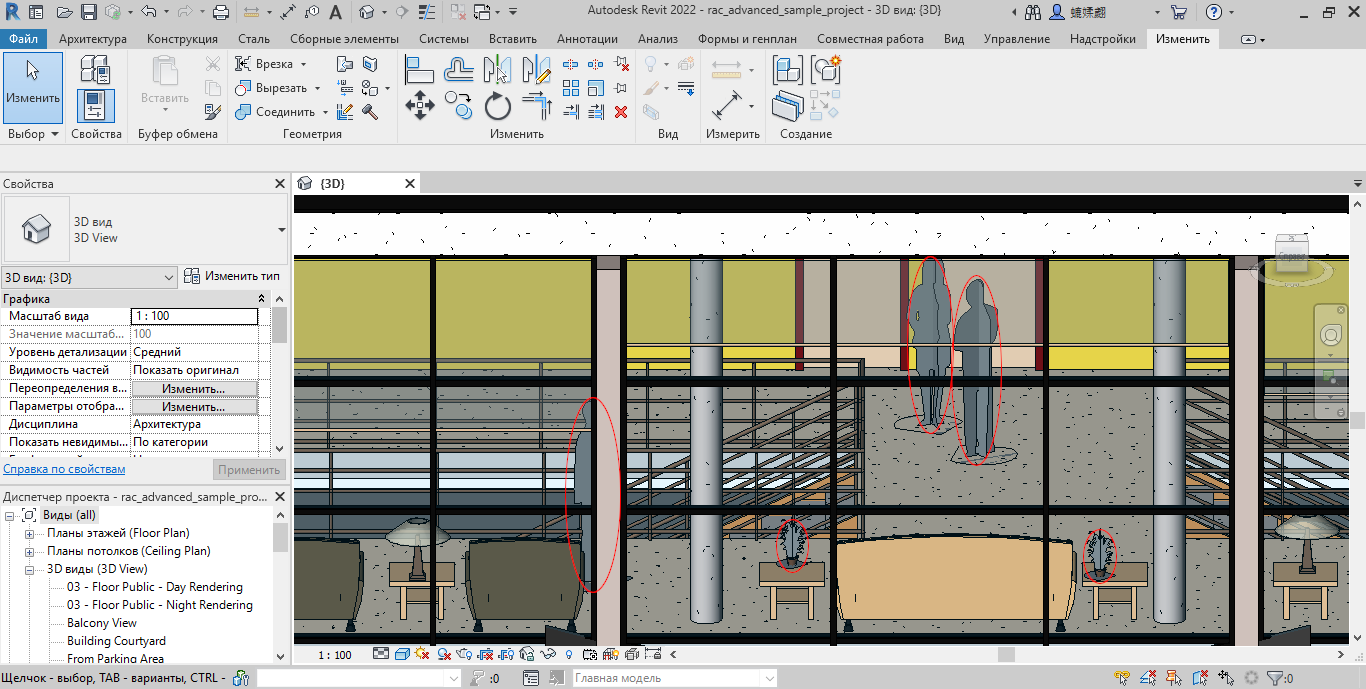 Autodesk Revit 2022 - rac_advanced_sample_project - 3D вид: {3D}
Файл Архитектура Конструкция Сталь Сборные элементы Системы Вставить Аннотации Анализ Формы и генплан Совместная работа Вид Управление Надстройки Изменить
Врезка
Вырезать
Соединить
Изменить
Вставить
Выбор Свойства Буфер обмена Геометрия Изменить Вид Измерить Создание
Свойства
{3D}
3D вид
3D View
3D вид: {3D}
Изменить тип
Графика
Масштаб вида 1 : 100
Значение масштаб... 100
Уровень детализации Средний
Видимость частей Показать оригинал
Переопределения в... Изменить...
Параметры отобра... Изменить...
Дисциплина Архитектура
Показать невидимы... По категории
Справка по свойствам
Применить
Диспетчер проекта - rac_advanced_sample_pro...
Виды (all)
Планы этажей (Floor Plan)
Планы потолков (Ceiling Plan)
3D виды (3D View)
03 - Floor Public - Day Rendering
03 - Floor Public - Night Rendering
Balcony View
Building Courtyard
From Parking Area
1 : 100
Щелчок - выбор, TAB - варианты, CTRL -
:0
Главная модель
:0